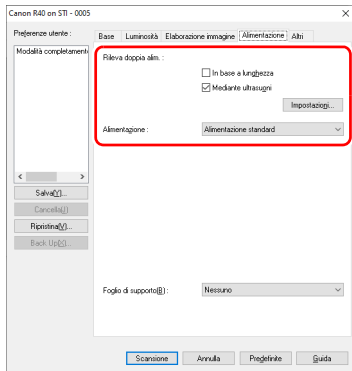 Canon R40 on STI - 0005
Preferenze utente :
Modalità completament
Salva[Y]...
Cancella[J]
Ripristina[V]...
Base Luminosità Elaborazione immagine Alimentazione Altri
Rileva doppia alim. :
In base a lunghezza
Mediante ultrasuoni
Impostazioni...
Alimentazione : Alimentazione standard
Foglio di supporto(B) : Nessuno
Scansione Annulla Predefinite Guida